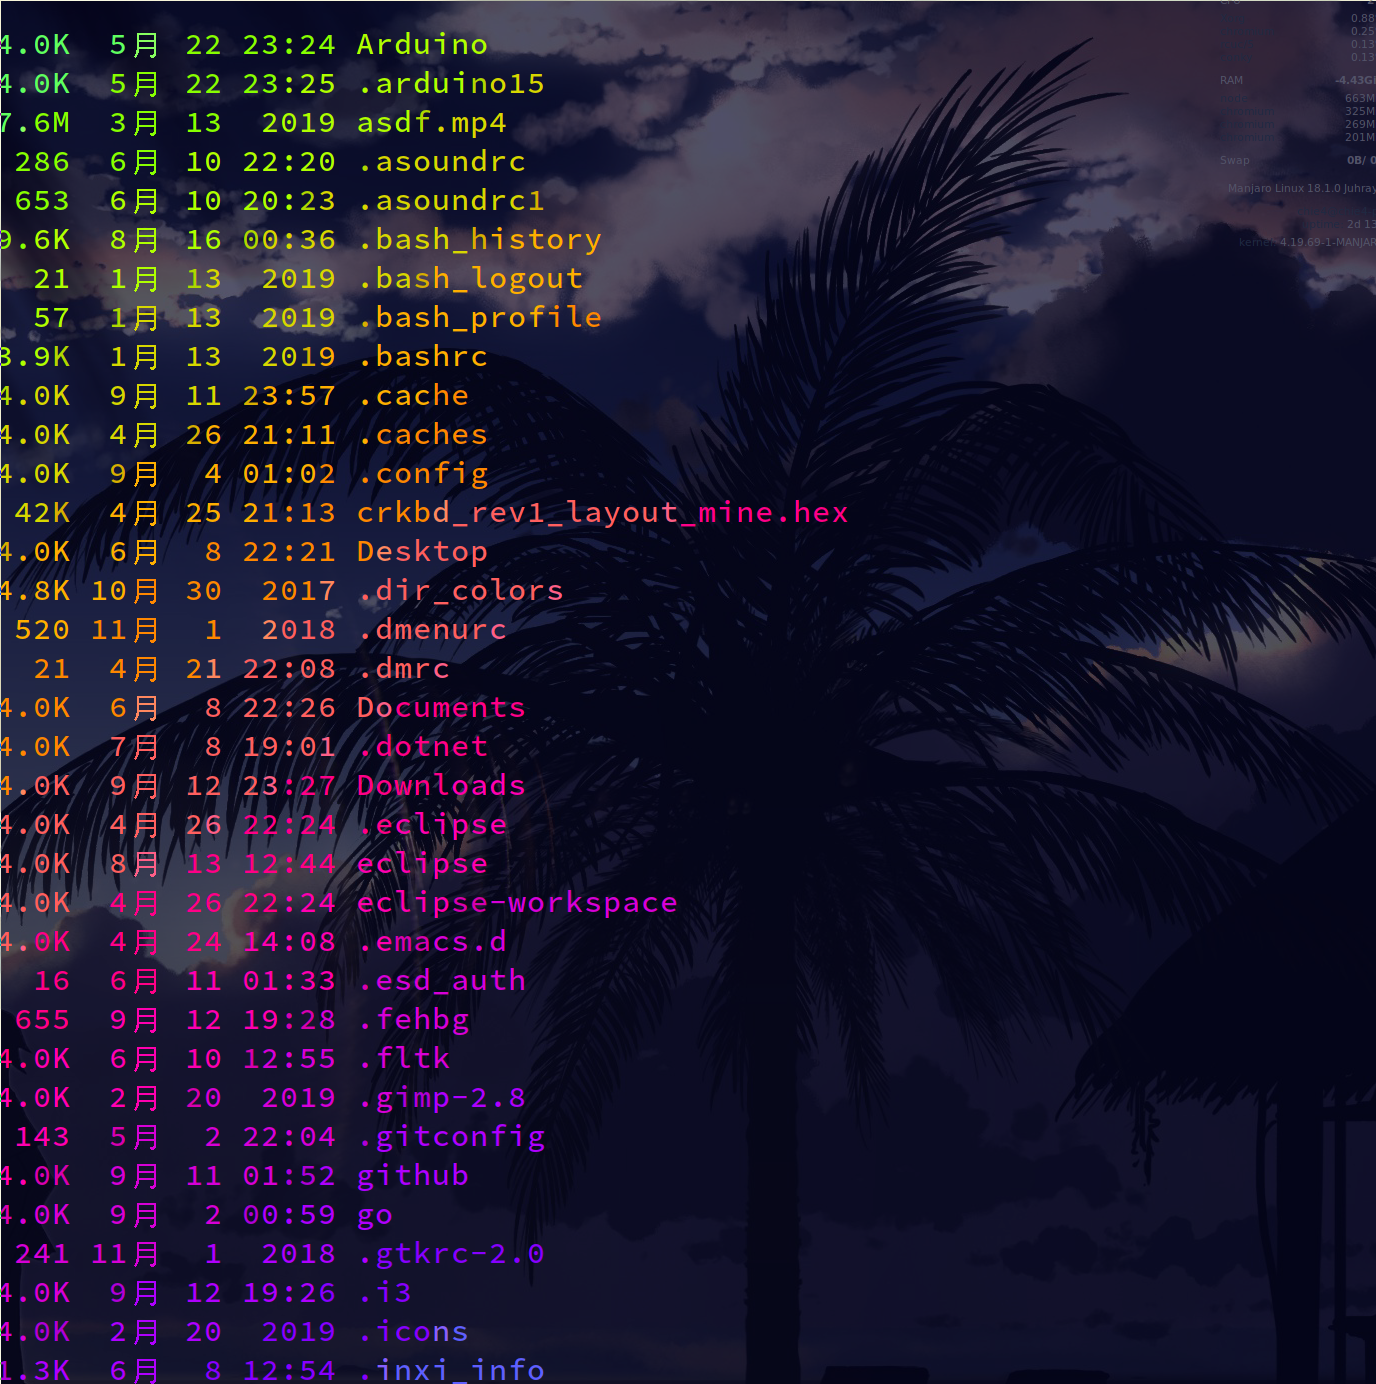 4.0K 5月 22 23:24 Arduino
4.0K 5月 22 23:25 .arduino15
7.6M 3月 13 2019 asdf.mp4
286 6月 10 22:20 .asoundrc
653 6月 10 20:23 .asoundrc1
9.6K 8月 16 00:36 .bash_history
21 1月 13 2019 .bash_logout
57 1月 13 2019 .bash_profile
3.9K 1月 13 2019 .bashrc
4.0K 9月 11 23:57 .cache
4.0K 4月 26 21:11 .caches
4.0K 9月 4 01:02 .config
42K 4月 25 21:13 crkbd_rev1_layout_mine.hex
4.0K 6月 8 22:21 Desktop
4.8K 10月 30 2017 .dir_colors
520 11月 1 2018 .dmenurc
21 4月 21 22:08 .dmrc
4.0K 6月 8 22:26 Documents
4.0K 7月 8 19:01 .dotnet
4.0K 9月 12 23:27 Downloads
4.0K 4月 26 22:24 .eclipse
4.0K 8月 13 12:44 eclipse
4.0K 4月 26 22:24 eclipse-workspace
4.0K 4月 24 14:08 .emacs.d
16 6月 11 01:33 .esd_auth
655 9月 12 19:28 .fehbg
4.0K 6月 10 12:55 .fltk
4.0K 2月 20 2019 .gimp-2.8
143 5月 2 22:04 .gitconfig
4.0K 9月 11 01:52 github
4.0K 9月 2 00:59 go
241 11月 1 2018 .gtkrc-2.0
4.0K 9月 12 19:26 .i3
4.0K 2月 20 2019 .icons
1.3K 6月 8 12:54 .inxi_info
0.88
0.25
0.13
0.13
RAM -4.43G
663M
325M
269M
201M
Swap 0B/ 0
Manjaro Linux 18.1.0 Juhray
2d 13
kernel 4.19.69-1-MANJAR